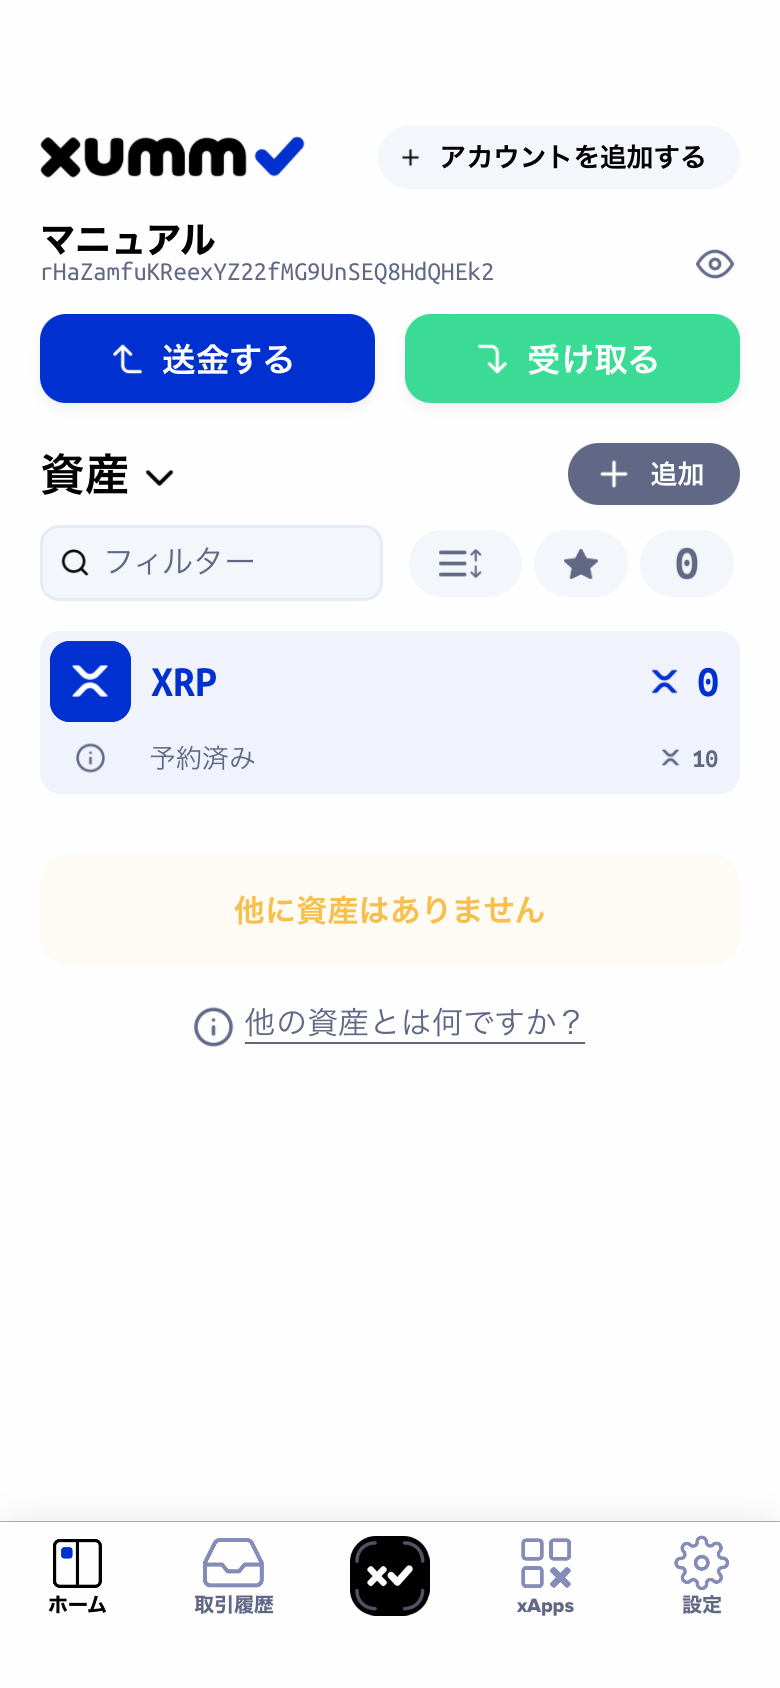 xumm
+ アカウントを追加する
マニュアル
rHaZamfuKReexYZ22fMG9UnSEQ8HdQHEk2
送金する
受け取る
資産
+ 追加
フィルター
0
XRP
0
予約済み
10
他に資産はありません
他の資産とは何ですか？
ホーム
取引履歴
xApps
設定